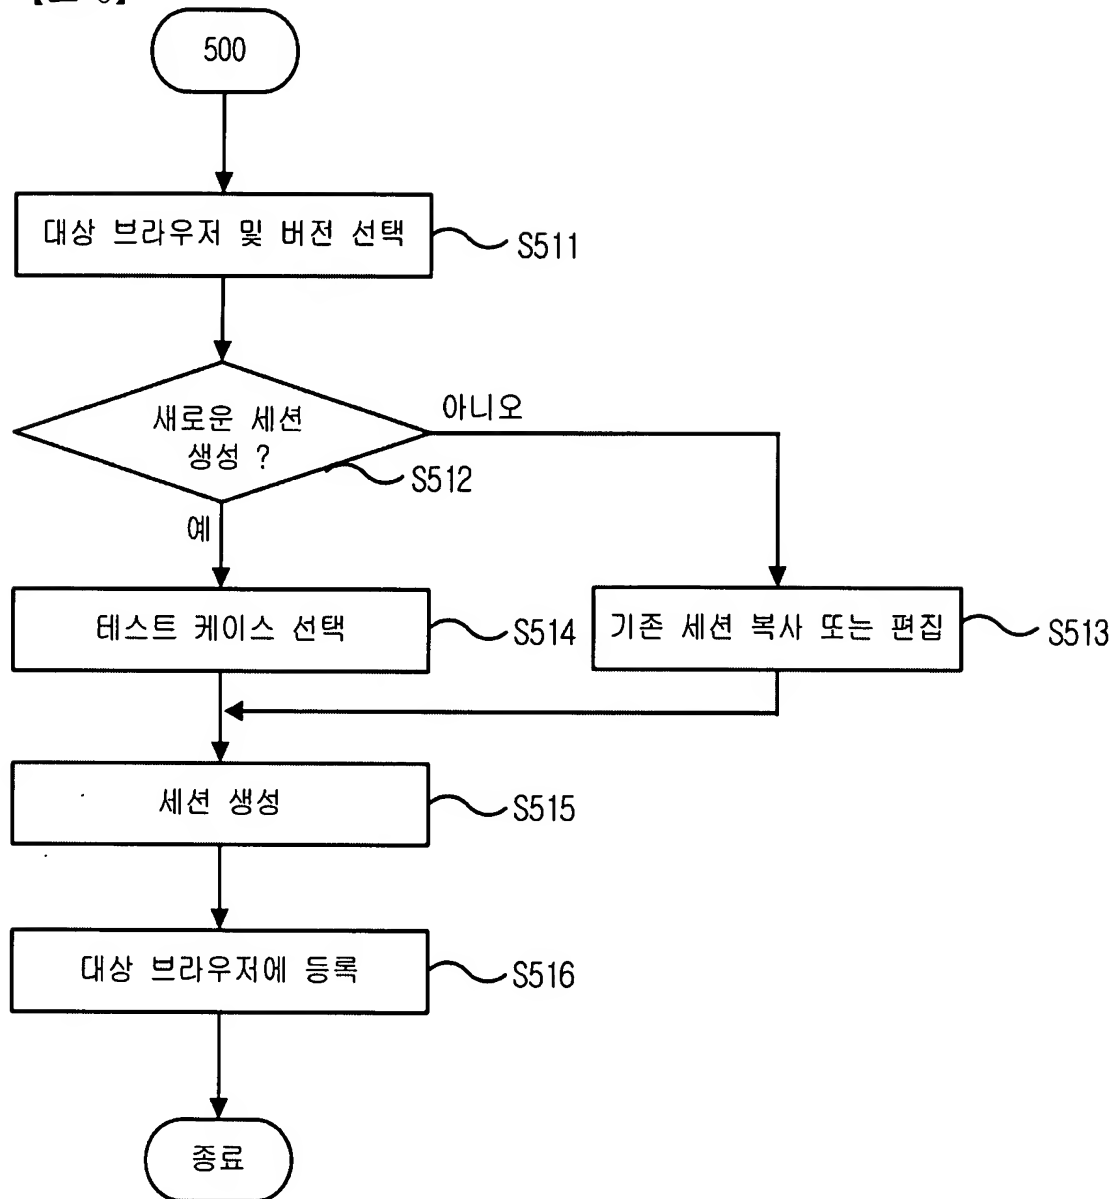 500
대상 브라우저 및 버전 선택
S511
새로운 세션
생성 ?
아니오
S512
예
테스트 케이스 선택
S514
기존 세션 복사 또는 편집
S513
세션 생성
S515
대상 브라우저에 등록
S516
종료